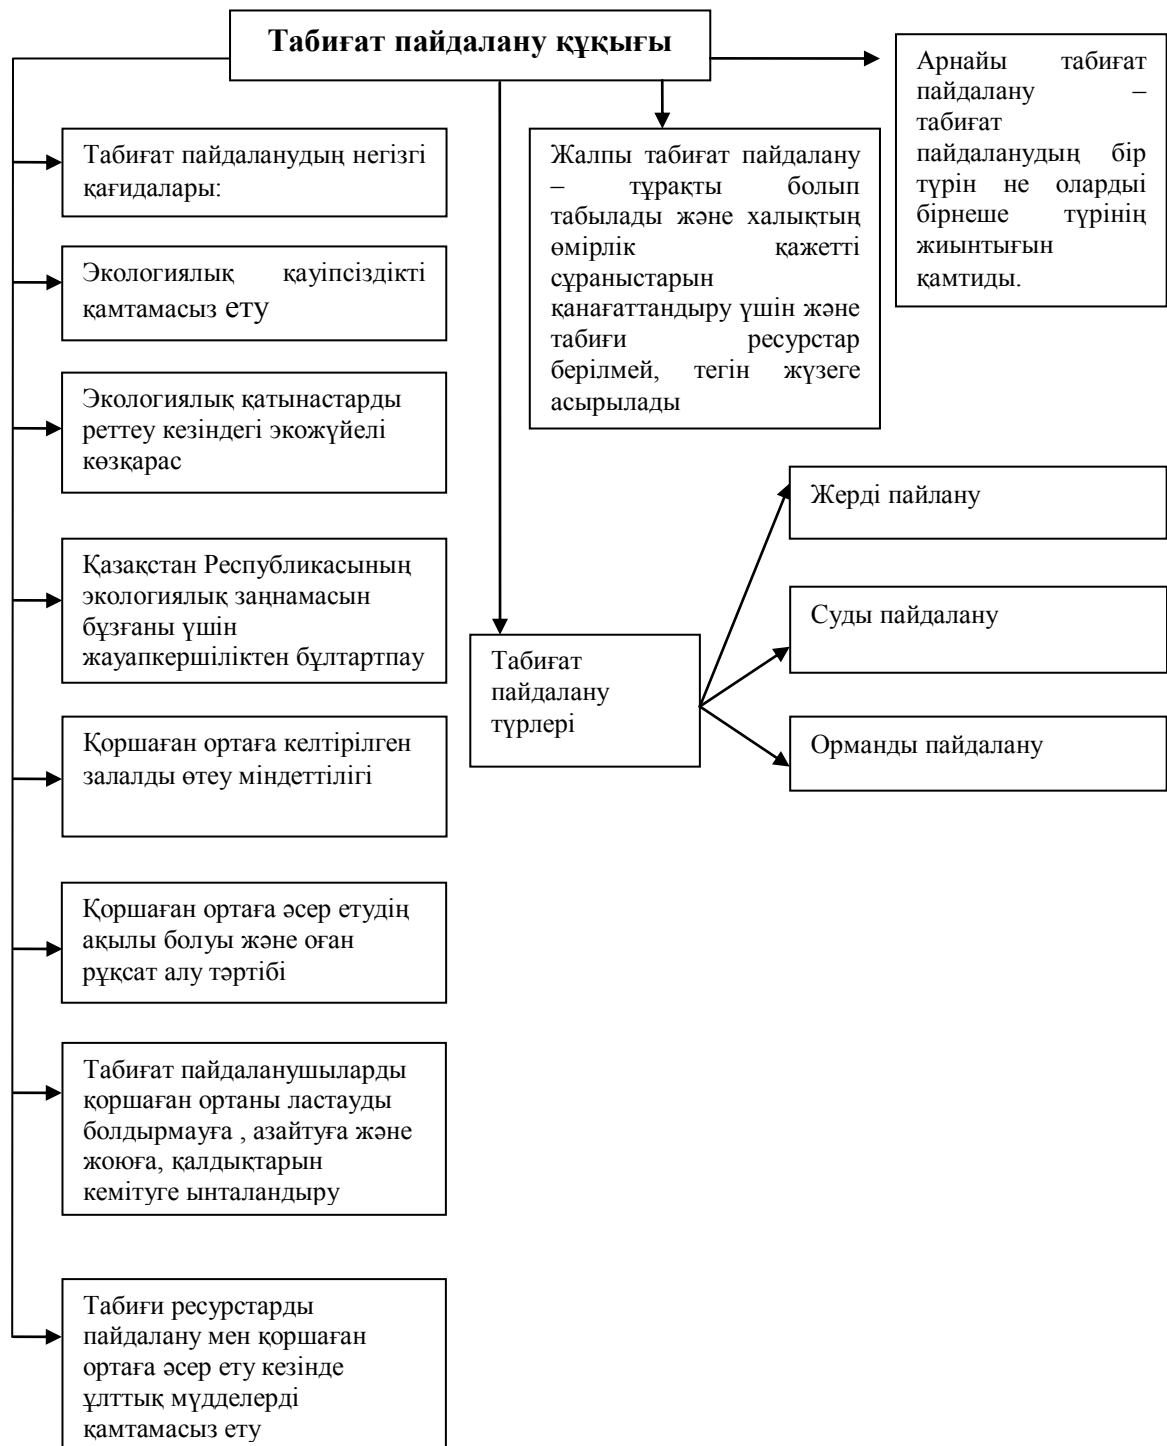 Табиғат пайдалану құқығы
Арнайы табиғат
пайдалану –
табиғат
пайдаланудың бір
түрін не олардыі
бірнеше түрінің
жиынтығын
қамтиды.
Жалпы табиғат пайдалану
– тұрақты болып
табылады және халықтың
өмірлік қажетті
сұраныстарын
қанағаттандыру үшін және
табиғи ресурстар
берілмей, тегін жүзеге
асырылады
Табиғат пайдаланудың негізгі
қағидалары:
Экологиялық қауіпсіздікті
қамтамасыз ету
Экологиялық қатынастарды
реттеу кезіндегі экожүйелі
көзқарас
Қазақстан Республикасының
экологиялық заңнамасын
бұзғаны үшін
жауапкершіліктен бұлтартпау
Қоршаған ортаға келтірілген
залалды өтеу міндеттілігі
Қоршаған ортаға әсер етудің
ақылы болуы және оған
рұқсат алу тәртібі
Табиғат пайдаланушыларды
қоршаған ортаны ластауды
болдырмауға , азайтуға және
жоюға, қалдықтарын
кемітуге ынталандыру
Табиғи ресурстарды
пайдалану мен қоршаған
ортаға әсер ету кезінде
ұлттық мүдделерді
қамтамасыз ету
Табиғат
пайдалану
түрлері
Жерді пайлану
Суды пайдалану
Орманды пайдалану